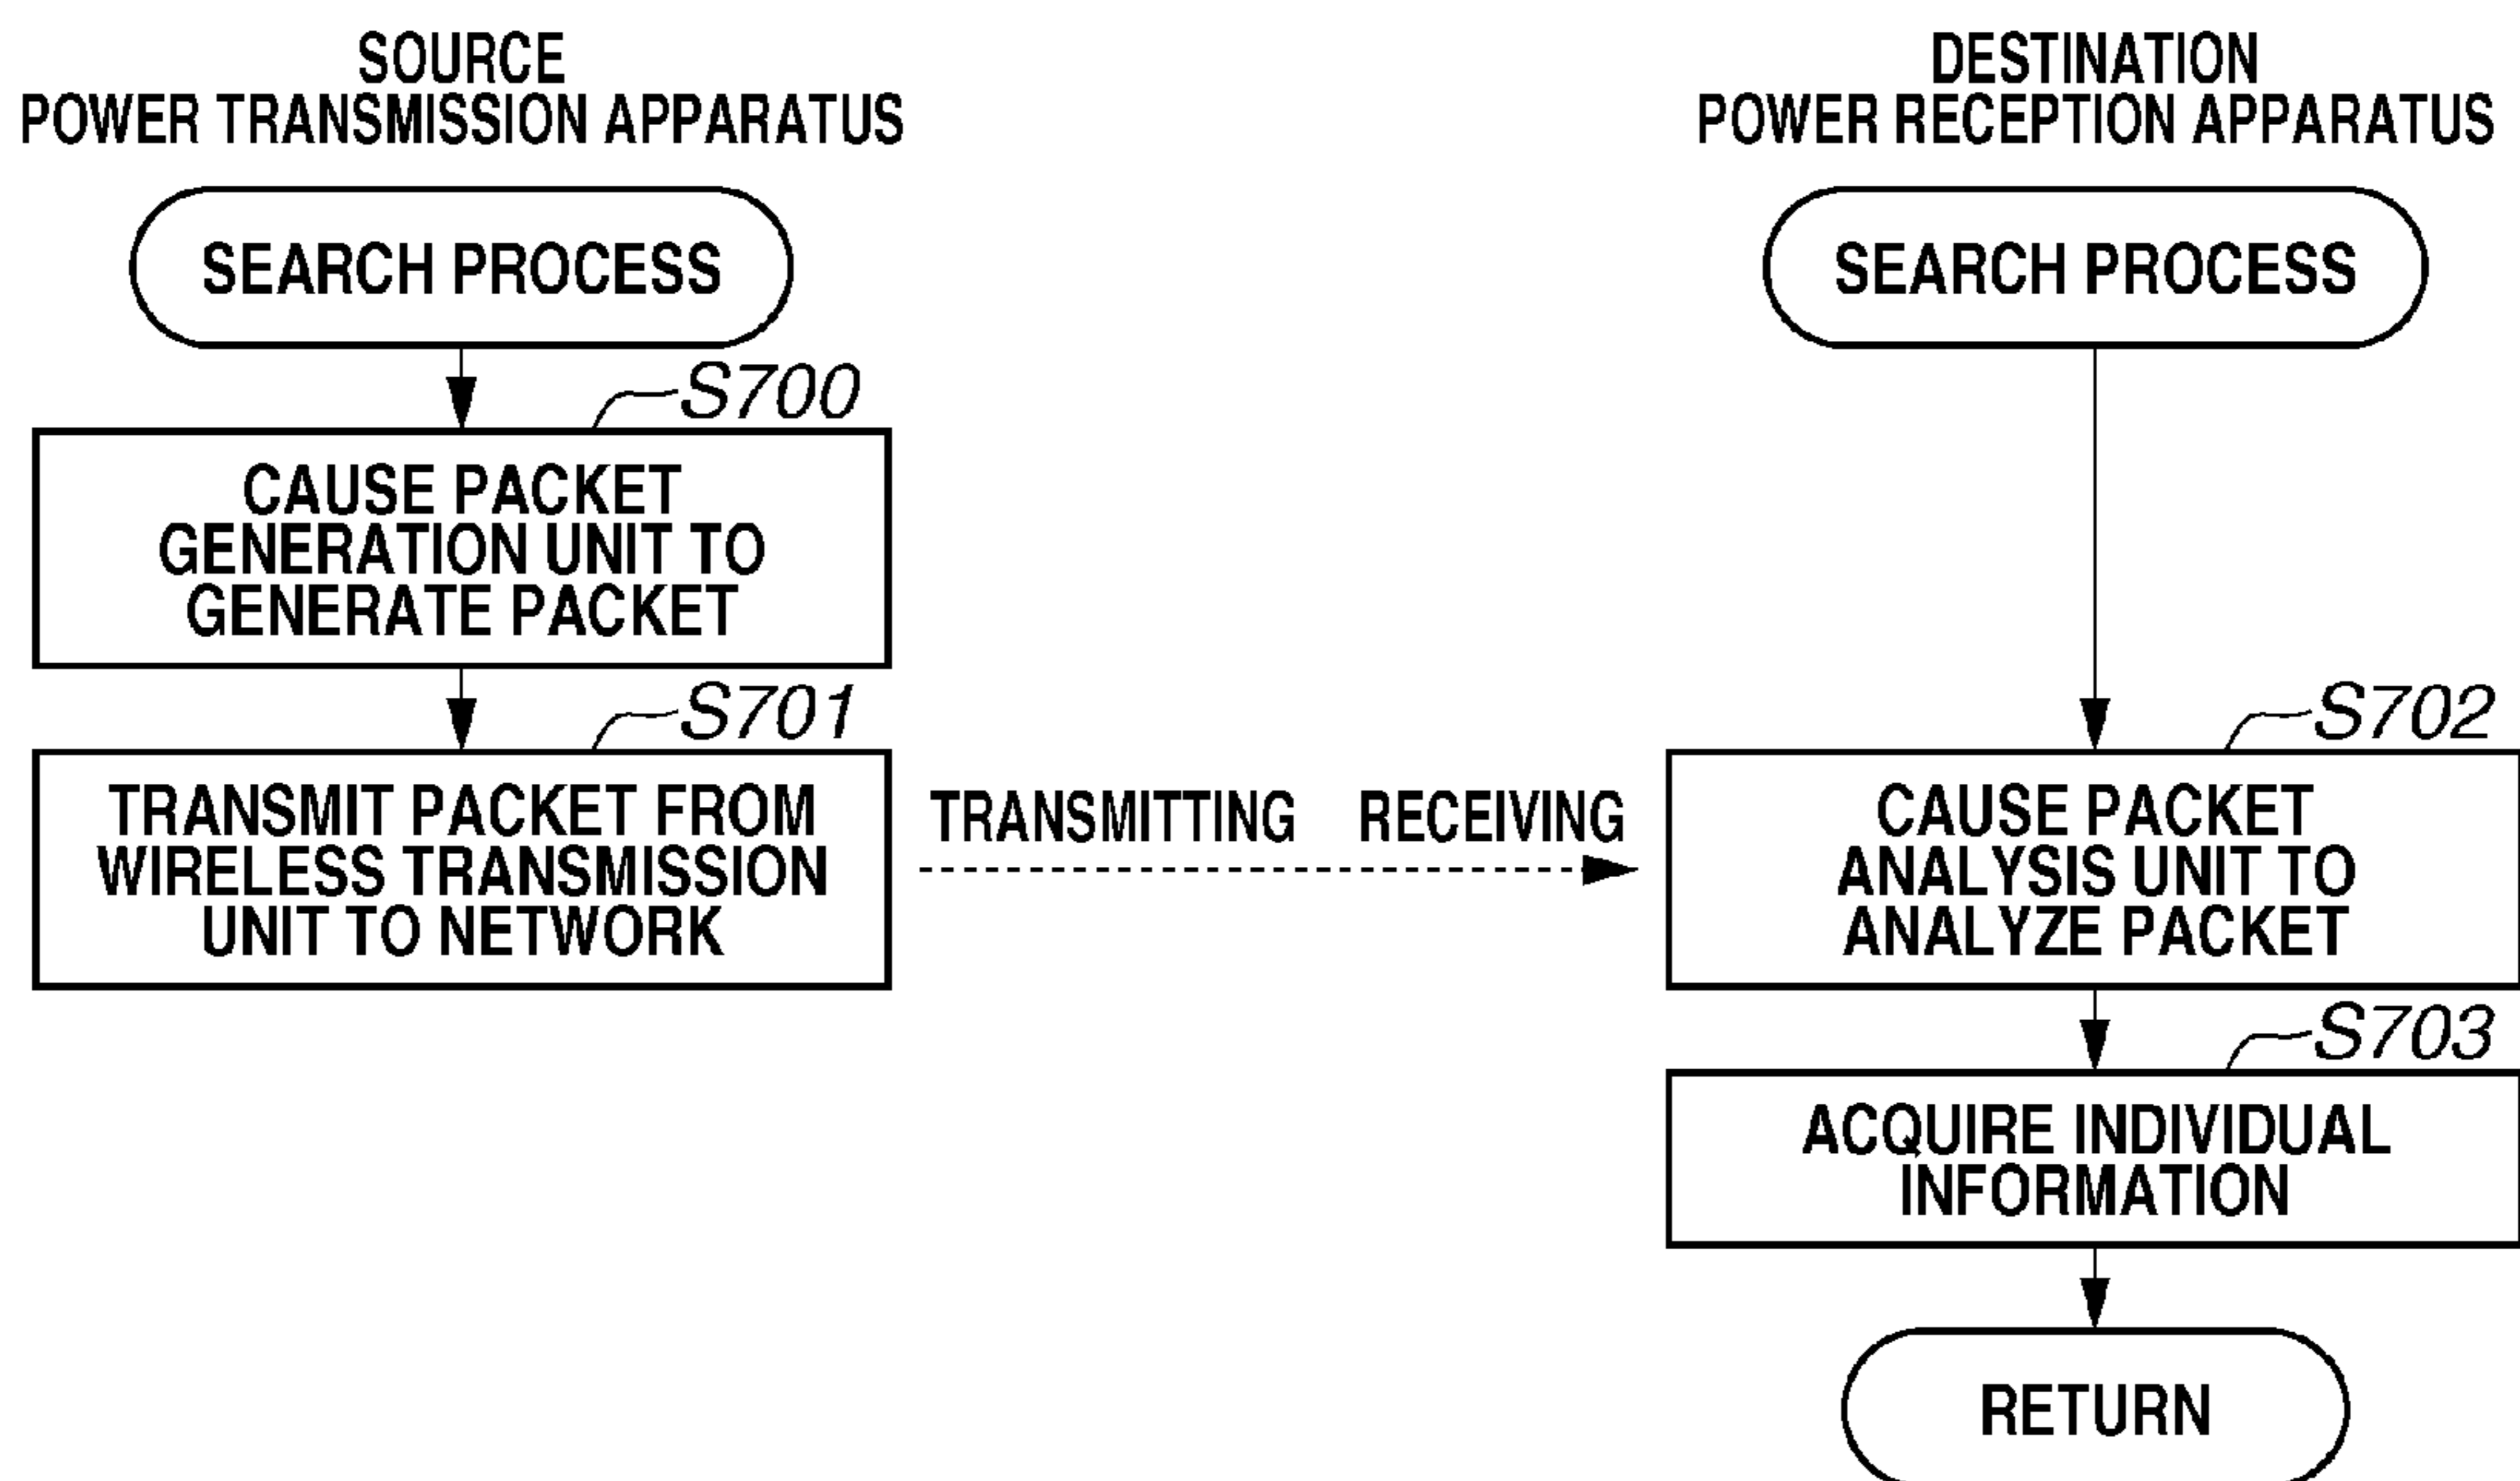 SOURCE
POWER TRANSMISSION APPARATUS
SEARCH PROCESS
S700
CAUSE PACKET
GENERATION UNIT TO
GENERATE PACKET
S701
TRANSMIT PACKET FROM
WIRELESS TRANSMISSION
UNIT TO NETWORK
TRANSMITTING RECEIVING
DESTINATION
POWER RECEPTION APPARATUS
SEARCH PROCESS
S702
CAUSE PACKET
ANALYSIS UNIT TO
ANALYZE PACKET
S703
ACQUIRE INDIVIDUAL
INFORMATION
RETURN